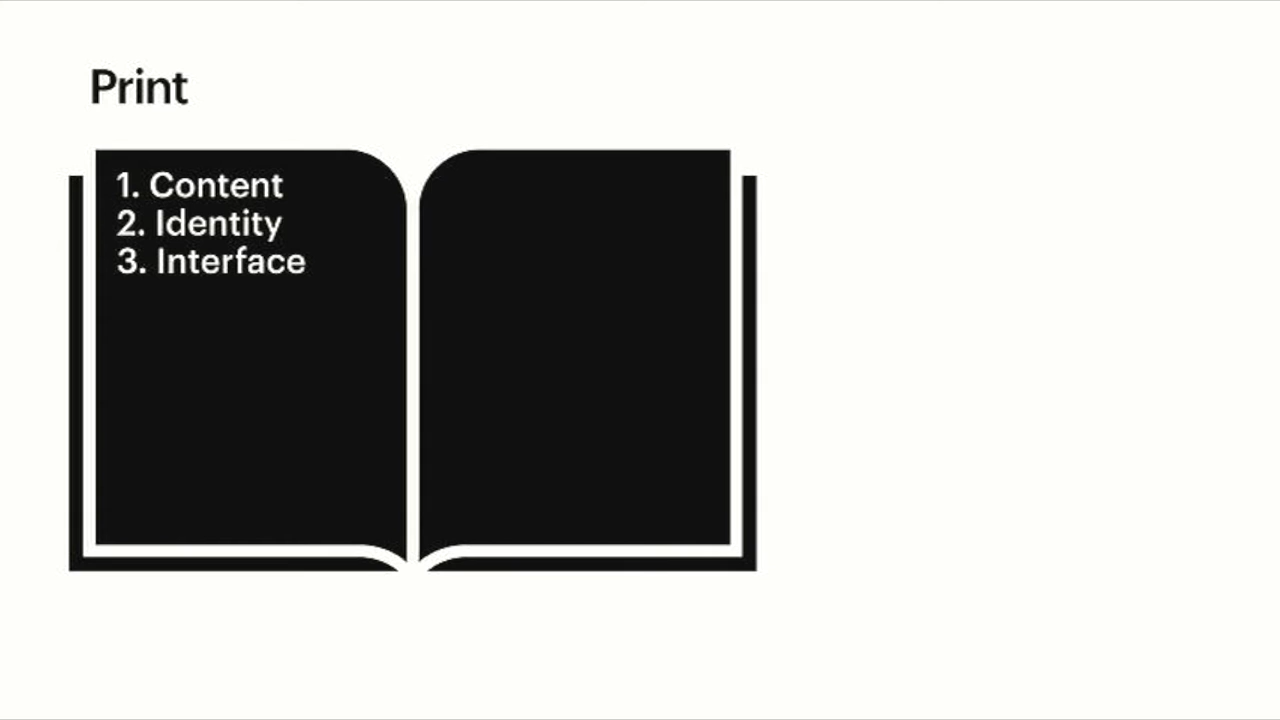 Print
1. Content
2. Identity
3. Interface